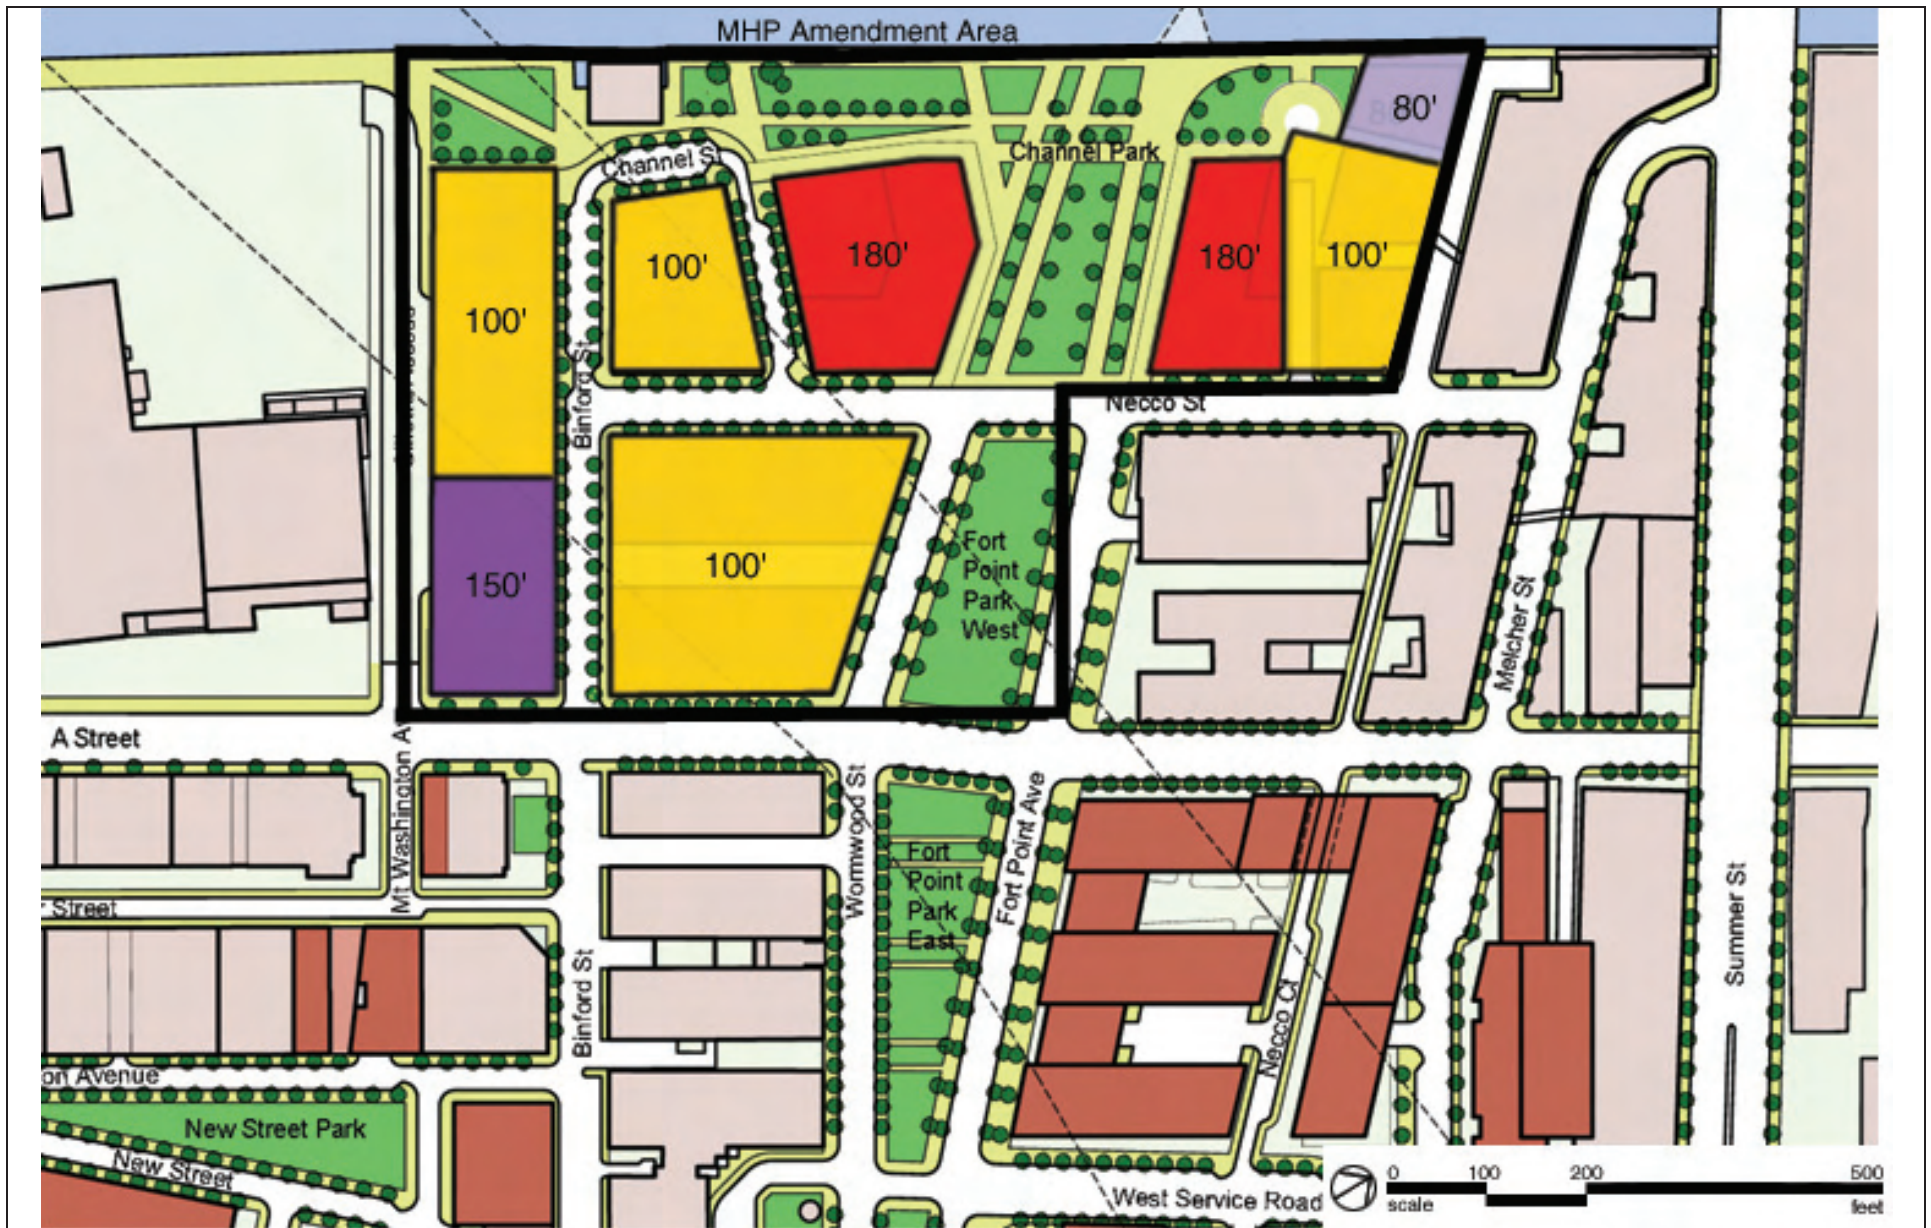 MHP Amendment Area
80'
Channel S
Channel Park
100'
180'
180'
100'
100'
Binford St
Necco St
150'
100'
Fort
Point
Park
West
Melcher St
A Street
Mt Washington A
Wormwood St
Fort Point Ave
Fort
Point
Park
East
Summer St
r Street
Binford St
Necco Ct
on Avenue
New Street Park
New Street
West Service Road
0 100 200 500
scale feet